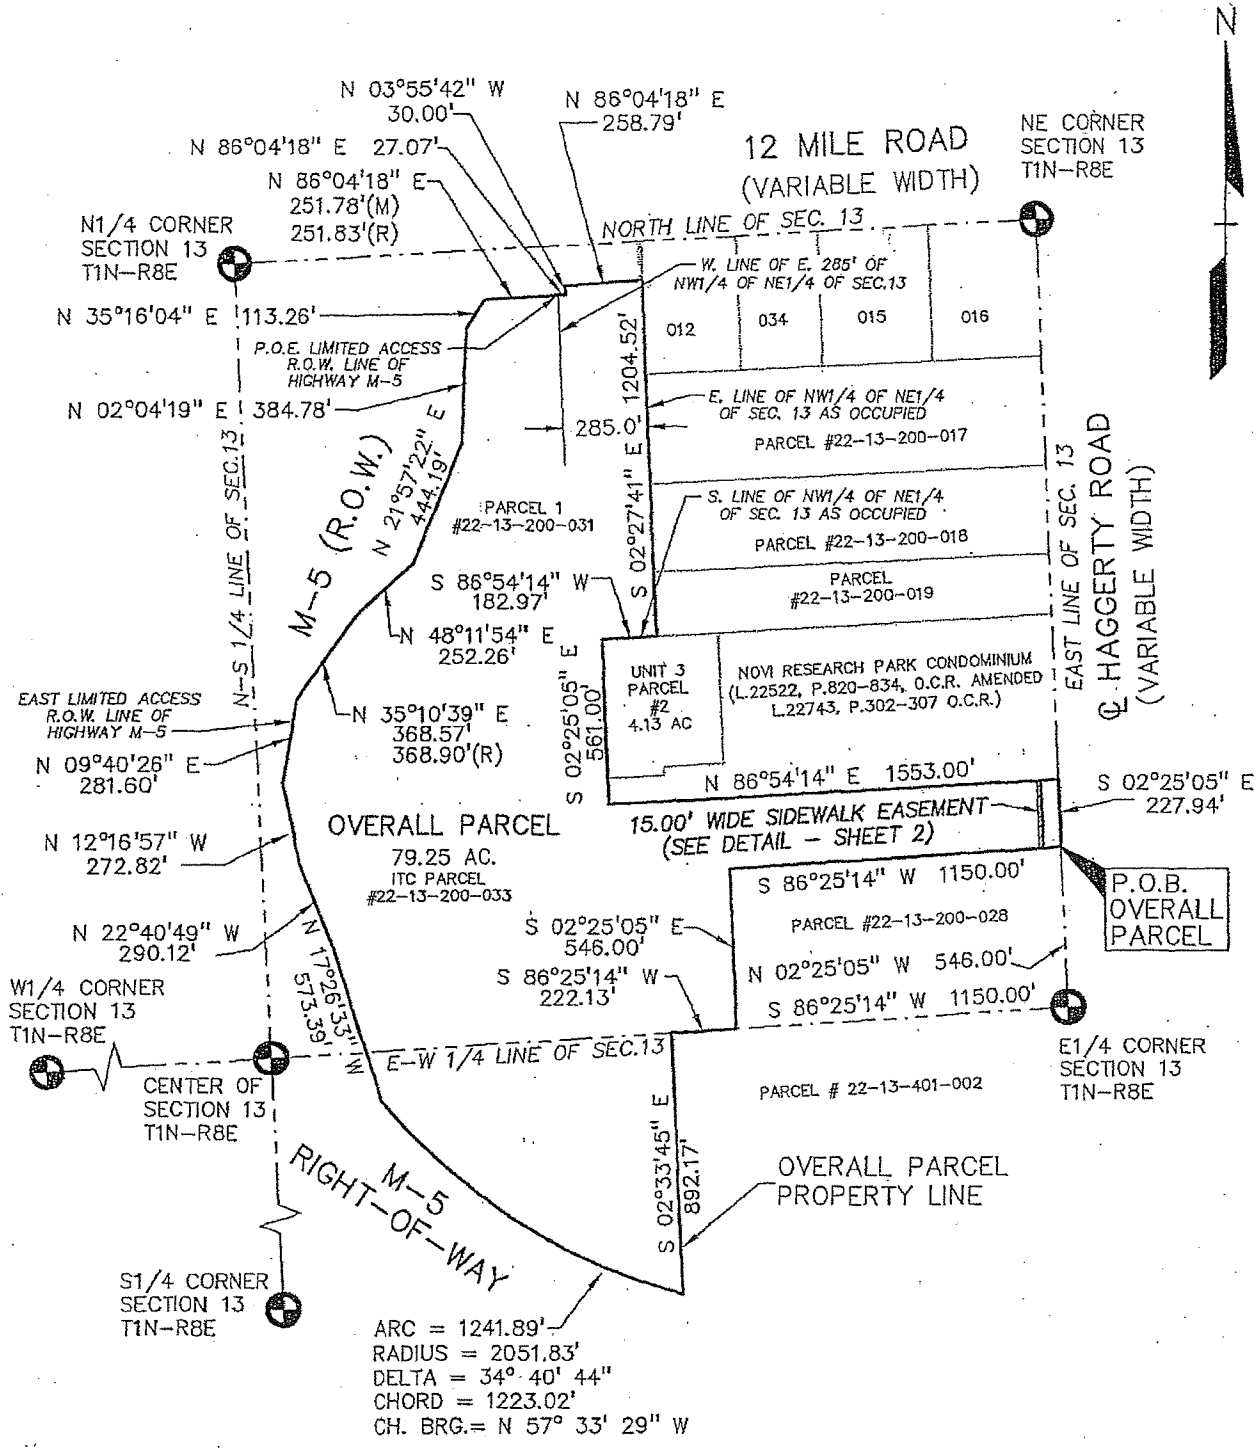 N
N 03°55'42" W
30.00'
N 86°04'18" E
258.79'
N 86°04'18" E 27.07'
N 86°04'18" E
251.78'(M)
251.83'(R)
12 MILE ROAD
(VARIABLE WIDTH)
NE CORNER
SECTION 13
T1N-R8E
N1/4 CORNER
SECTION 13
T1N-R8E
NORTH LINE OF SEC. 13
W. LINE OF E. 285' OF
NW1/4 OF NE1/4 OF SEC.13
N 35°16'04" E 113.26'
P.O.E. LIMITED ACCESS
R.O.W. LINE OF
HIGHWAY M-5
012
034
015
016
N 02°04'19" E 384.78'
S 02°27'41" E 1204.52'
E. LINE OF NW1/4 OF NE1/4
OF SEC. 13 AS OCCUPIED
285.0'
PARCEL #22-13-200-017
N-S 1/4 LINE OF SEC.13
M-5 (R.O.W.)
N 21°57'22" E
444.19'
PARCEL 1
#22-13-200-031
S. LINE OF NW1/4 OF NE1/4
OF SEC. 13 AS OCCUPIED
PARCEL #22-13-200-018
EAST LINE OF SEC. 13
CL HAGGERTY ROAD
(VARIABLE WIDTH)
S 86°54'14" W
182.97'
PARCEL
#22-13-200-019
N 48°11'54" E
252.26'
UNIT 3
PARCEL
#2
4.13 AC
NOVI RESEARCH PARK CONDOMINIUM
(L.22522, P.820-834, O.C.R. AMENDED
L.22743, P.302-307 O.C.R.)
EAST LIMITED ACCESS
R.O.W. LINE OF
HIGHWAY M-5
N 35°10'39" E
368.57'
368.90'(R)
S 02°25'05" E
561.00'
N 09°40'26" E
281.60'
N 86°54'14" E 1553.00'
S 02°25'05" E
227.94'
15.00' WIDE SIDEWALK EASEMENT
(SEE DETAIL - SHEET 2)
OVERALL PARCEL
79.25 AC.
ITC PARCEL
#22-13-200-033
N 12°16'57" W
272.82'
S 86°25'14" W 1150.00'
P.O.B.
OVERALL
PARCEL
PARCEL #22-13-200-028
S 02°25'05" E
546.00'
N 22°40'49" W
290.12'
N 17°26'33" W
573.39'
N 02°25'05" W 546.00'
S 86°25'14" W
222.13'
S 86°25'14" W 1150.00'
W1/4 CORNER
SECTION 13
T1N-R8E
E-W 1/4 LINE OF SEC.13
E1/4 CORNER
SECTION 13
T1N-R8E
CENTER OF
SECTION 13
T1N-R8E
PARCEL # 22-13-401-002
S 02°33'45" E
892.17'
M-5
RIGHT-OF-WAY
OVERALL PARCEL
PROPERTY LINE
S1/4 CORNER
SECTION 13
T1N-R8E
ARC = 1241.89'
RADIUS = 2051.83'
DELTA = 34° 40' 44"
CHORD = 1223.02'
CH. BRG.= N 57° 33' 29" W